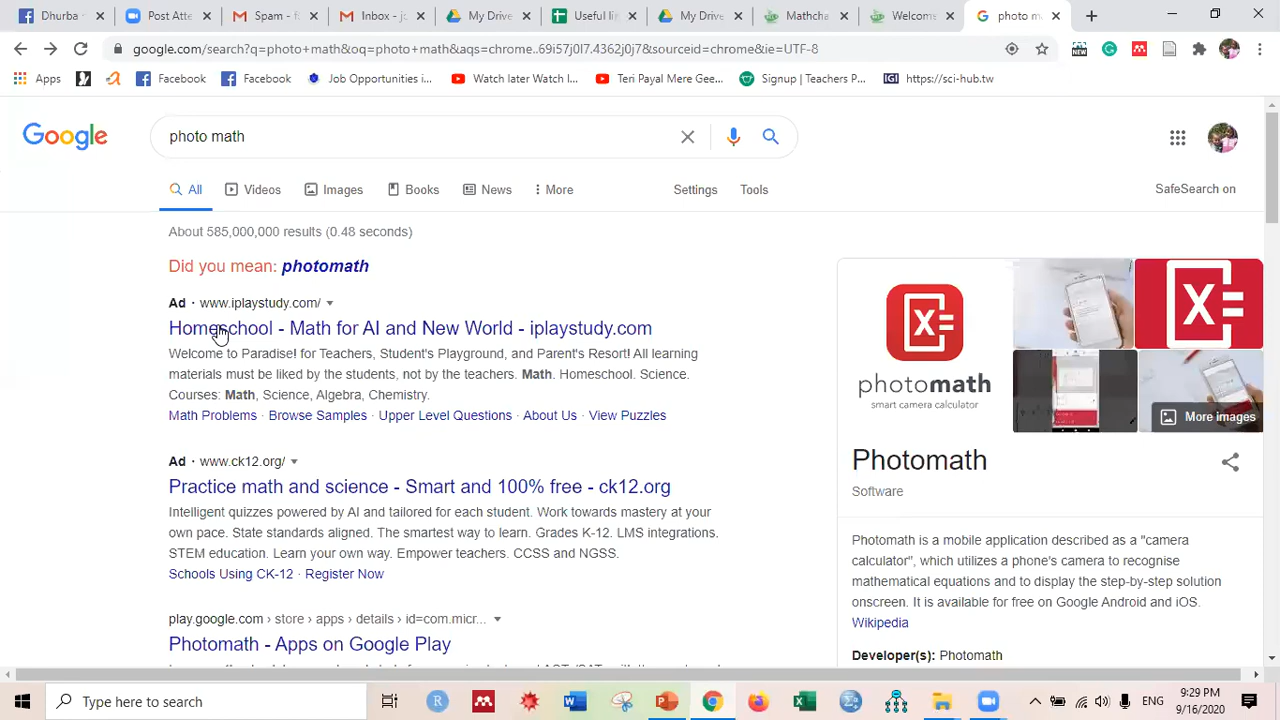 Dhurba - Post Atte Spam - f Inbox - js My Drive Useful li My Drive Mathcha Welcome photo m
google.com/search?q=photo+math&oq=photo+math&aqs=chrome..69i57j0l7.4362j0j7&sourceid=chrome&ie=UTF-8
Apps Facebook Facebook Job Opportunities i... Watch later Watch l... Teri Payal Mere Gee... Signup | Teachers P... https://sci-hub.tw
Google photo math
All Videos Images Books News More Settings Tools SafeSearch on
About 585,000,000 results (0.48 seconds)
Did you mean: photomath
Ad · www.iplaystudy.com/
Homeschool - Math for AI and New World - iplaystudy.com
Welcome to Paradise! for Teachers, Student's Playground, and Parent's Resort! All learning
materials must be liked by the students, not by the teachers. Math. Homeschool. Science.
Courses: Math, Science, Algebra, Chemistry.
Math Problems · Browse Samples · Upper Level Questions · About Us · View Puzzles
Ad · www.ck12.org/
Practice math and science - Smart and 100% free - ck12.org
Intelligent quizzes powered by AI and tailored for each student. Work towards mastery at your
own pace. State standards aligned. The smartest way to learn. Grades K-12. LMS integrations.
STEM education. Learn your own way. Empower teachers. CCSS and NGSS.
Schools Using CK-12 · Register Now
play.google.com › store › apps › details › id=com.micr...
Photomath - Apps on Google Play
photomath
smart camera calculator
More images
Photomath
Software
Photomath is a mobile application described as a "camera
calculator", which utilizes a phone's camera to recognise
mathematical equations and to display the step-by-step solution
onscreen. It is available for free on Google Android and iOS.
Wikipedia
Developer(s): Photomath
Type here to search
ENG
9:29 PM
9/16/2020